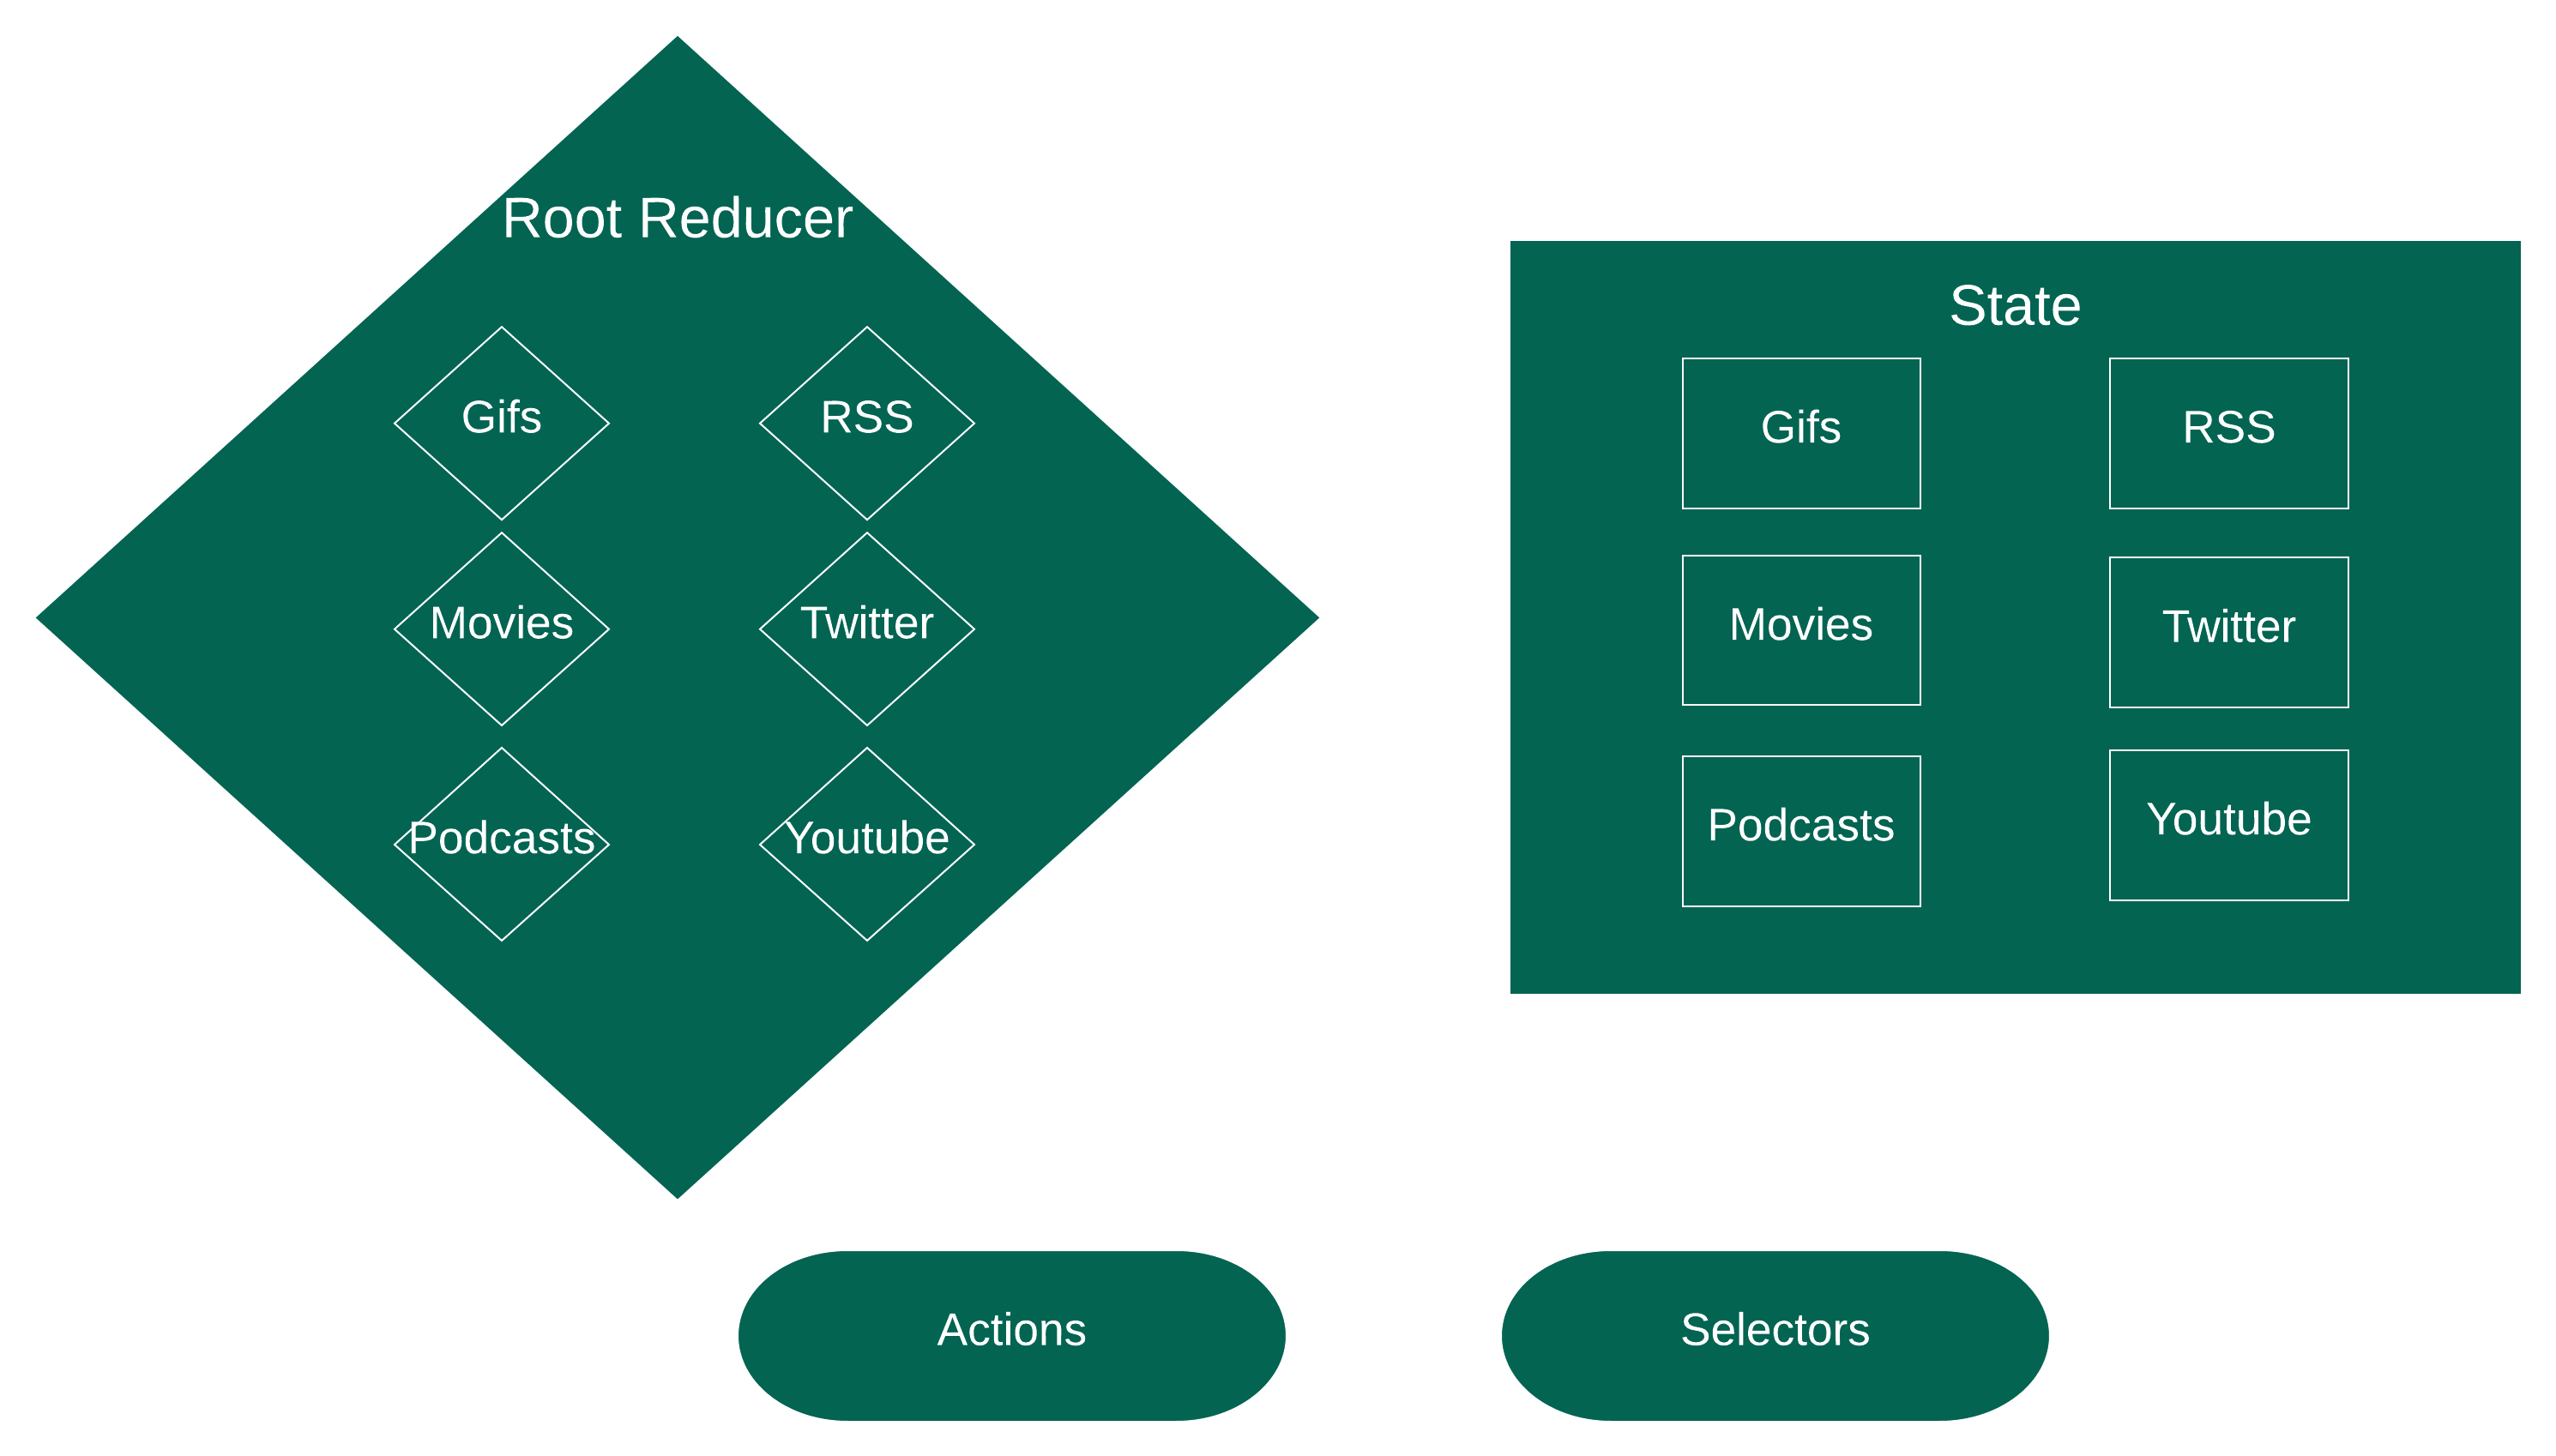 Root Reducer
Gifs
RSS
Movies
Twitter
Podcasts
Youtube
State
Gifs
RSS
Movies
Twitter
Podcasts
Youtube
Actions
Selectors